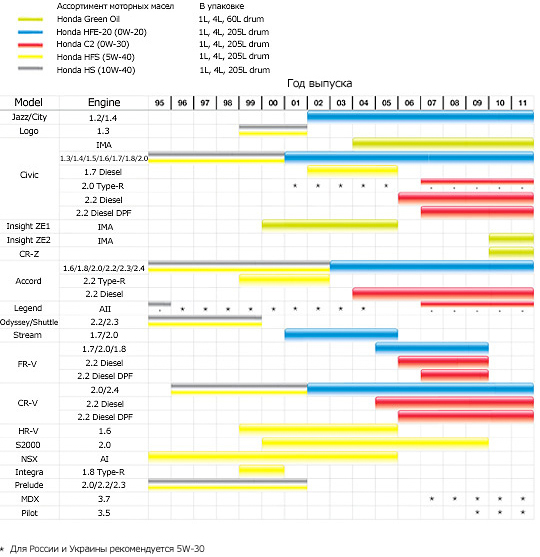 Ассортимент моторных масел В упаковке
Honda Green Oil 1L, 4L, 60L drum
Honda HFE-20 (0W-20) 1L, 4L, 205L drum
Honda C2 (0W-30) 1L, 4L, 205L drum
Honda HFS (5W-40) 1L, 4L, 205L drum
Honda HS (10W-40) 1L, 4L, 205L drum
Год выпуска
Model Engine 95 96 97 98 99 00 01 02 03 04 05 06 07 08 09 10 11
Jazz/City 1.2/1.4
Logo 1.3
IMA
1.3/1.4/1.5/1.6/1.7/1.8/2.0
Civic 1.7 Diesel
2.0 Type-R * * * * * * * * * *
2.2 Diesel
2.2 Diesel DPF
Insight ZE1 IMA
Insight ZE2 IMA
CR-Z
1.6/1.8/2.0/2.2/2.3/2.4
Accord 2.2 Type-R
2.2 Diesel
Legend AII * * * * * * * * * * * * * * *
Odyssey/Shuttle 2.2/2.3
Stream 1.7/2.0
1.7/2.0/1.8
FR-V 2.2 Diesel
2.2 Diesel DPF
2.0/2.4
CR-V 2.2 Diesel
2.2 Diesel DPF
HR-V 1.6
S2000 2.0
NSX AI
Integra 1.8 Type-R
Prelude 2.0/2.2/2.3
MDX 3.7 * * * * *
Pilot 3.5 * * *
* Для России и Украины рекомендуется 5W-30